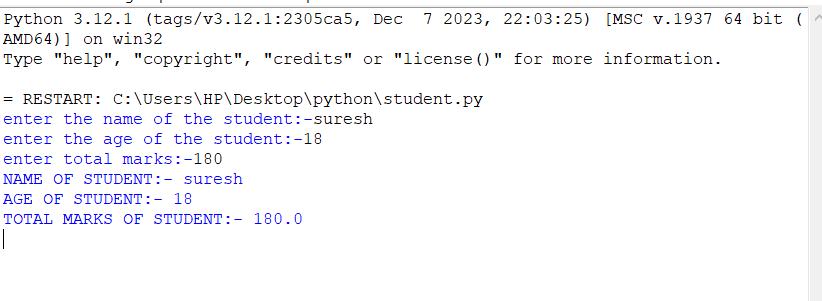 Python 3.12.1 (tags/v3.12.1:2305ca5, Dec  7 2023, 22:03:25) [MSC v.1937 64 bit (
AMD64)] on win32
Type "help", "copyright", "credits" or "license()" for more information.
= RESTART: C:\Users\HP\Desktop\python\student.py
enter the name of the student:-suresh
enter the age of the student:-18
enter total marks:-180
NAME OF STUDENT:- suresh
AGE OF STUDENT:- 18
TOTAL MARKS OF STUDENT:- 180.0